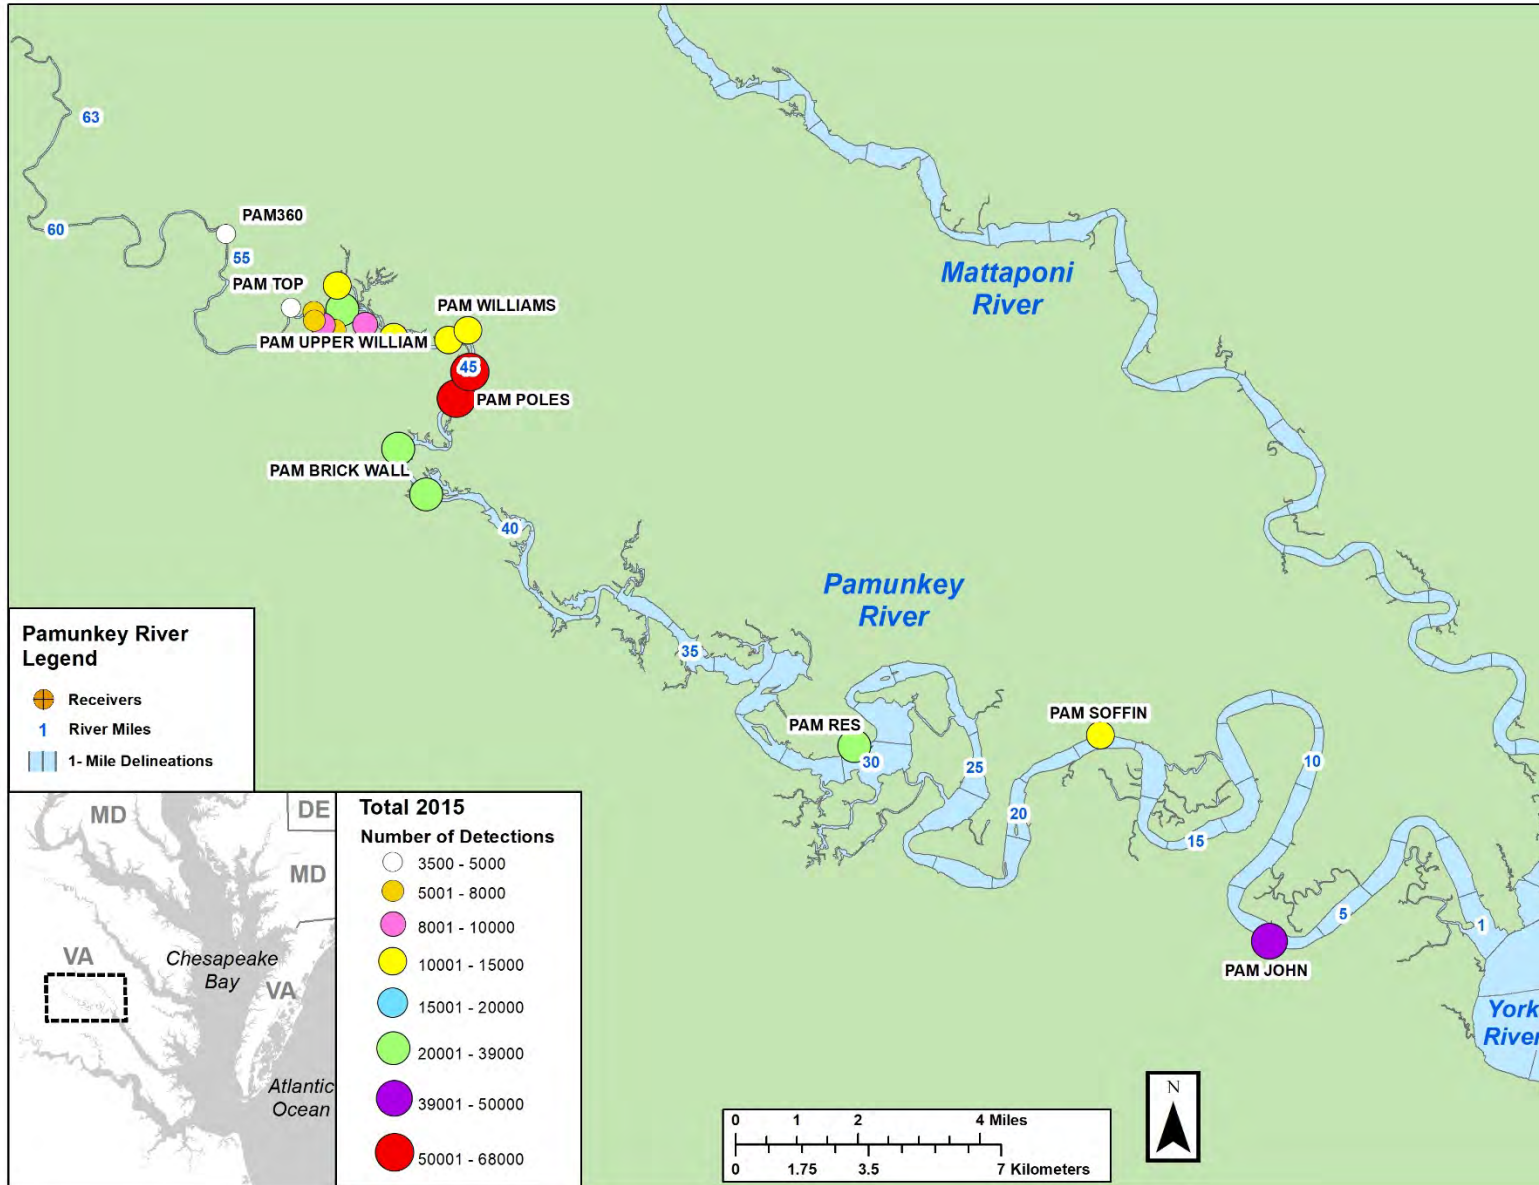 63
PAM360
60
55
PAM TOP
PAM WILLIAMS
PAM UPPER WILLIAM
45
PAM POLES
PAM BRICK WALL
40
Mattaponi
River
Pamunkey
River
35
PAM RES
30
25
20
PAM SOFFIN
15
10
5
1
PAM JOHN
York
River
Pamunkey River
Legend
Receivers
1 River Miles
1- Mile Delineations
MD
DE
MD
VA
Chesapeake
Bay
VA
Atlantic
Ocean
Total 2015
Number of Detections
3500 - 5000
5001 - 8000
8001 - 10000
10001 - 15000
15001 - 20000
20001 - 39000
39001 - 50000
50001 - 68000
0 1 2 4 Miles
0 1.75 3.5 7 Kilometers
N